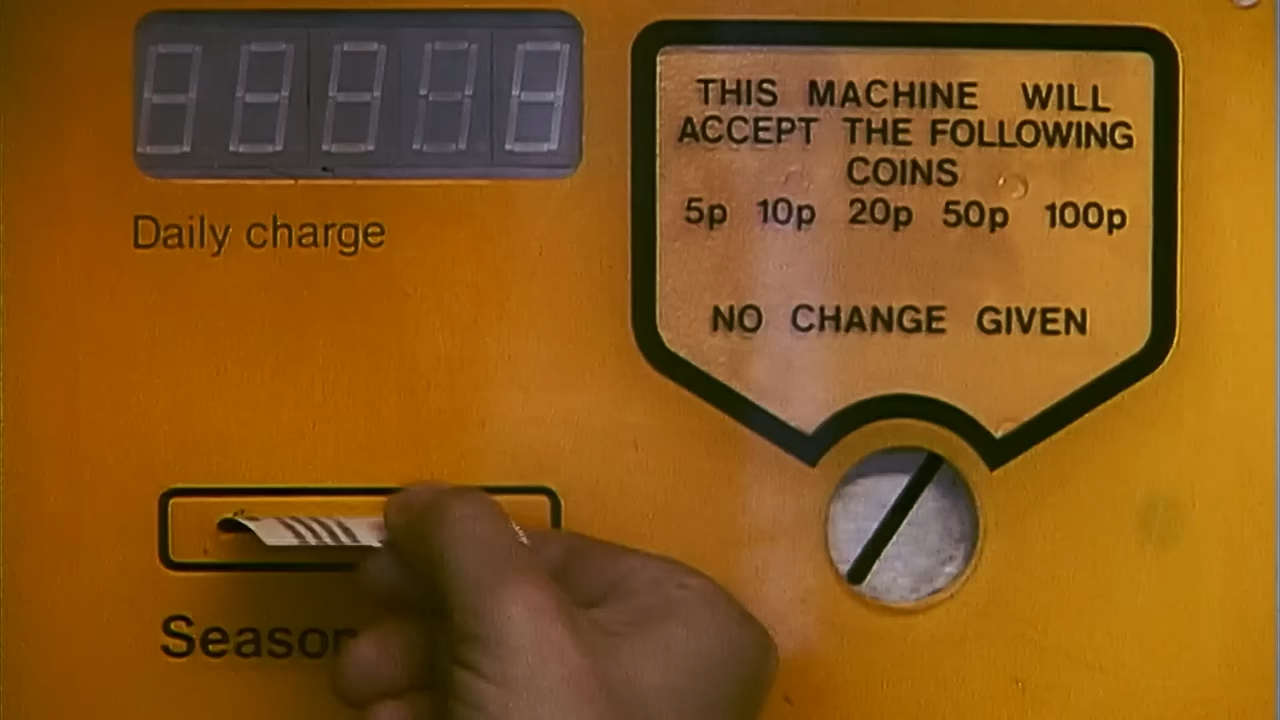 Daily charge
THIS MACHINE WILL
ACCEPT THE FOLLOWING
COINS
5p 10p 20p 50p 100p
NO CHANGE GIVEN